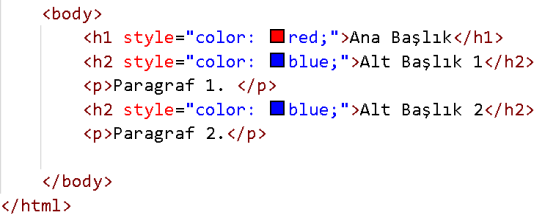 <body>
<h1 style="color: red;">Ana Başlık</h1>
<h2 style="color: blue;">Alt Başlık 1</h2>
<p>Paragraf 1. </p>
<h2 style="color: blue;">Alt Başlık 2</h2>
<p>Paragraf 2.</p>
</body>
</html>